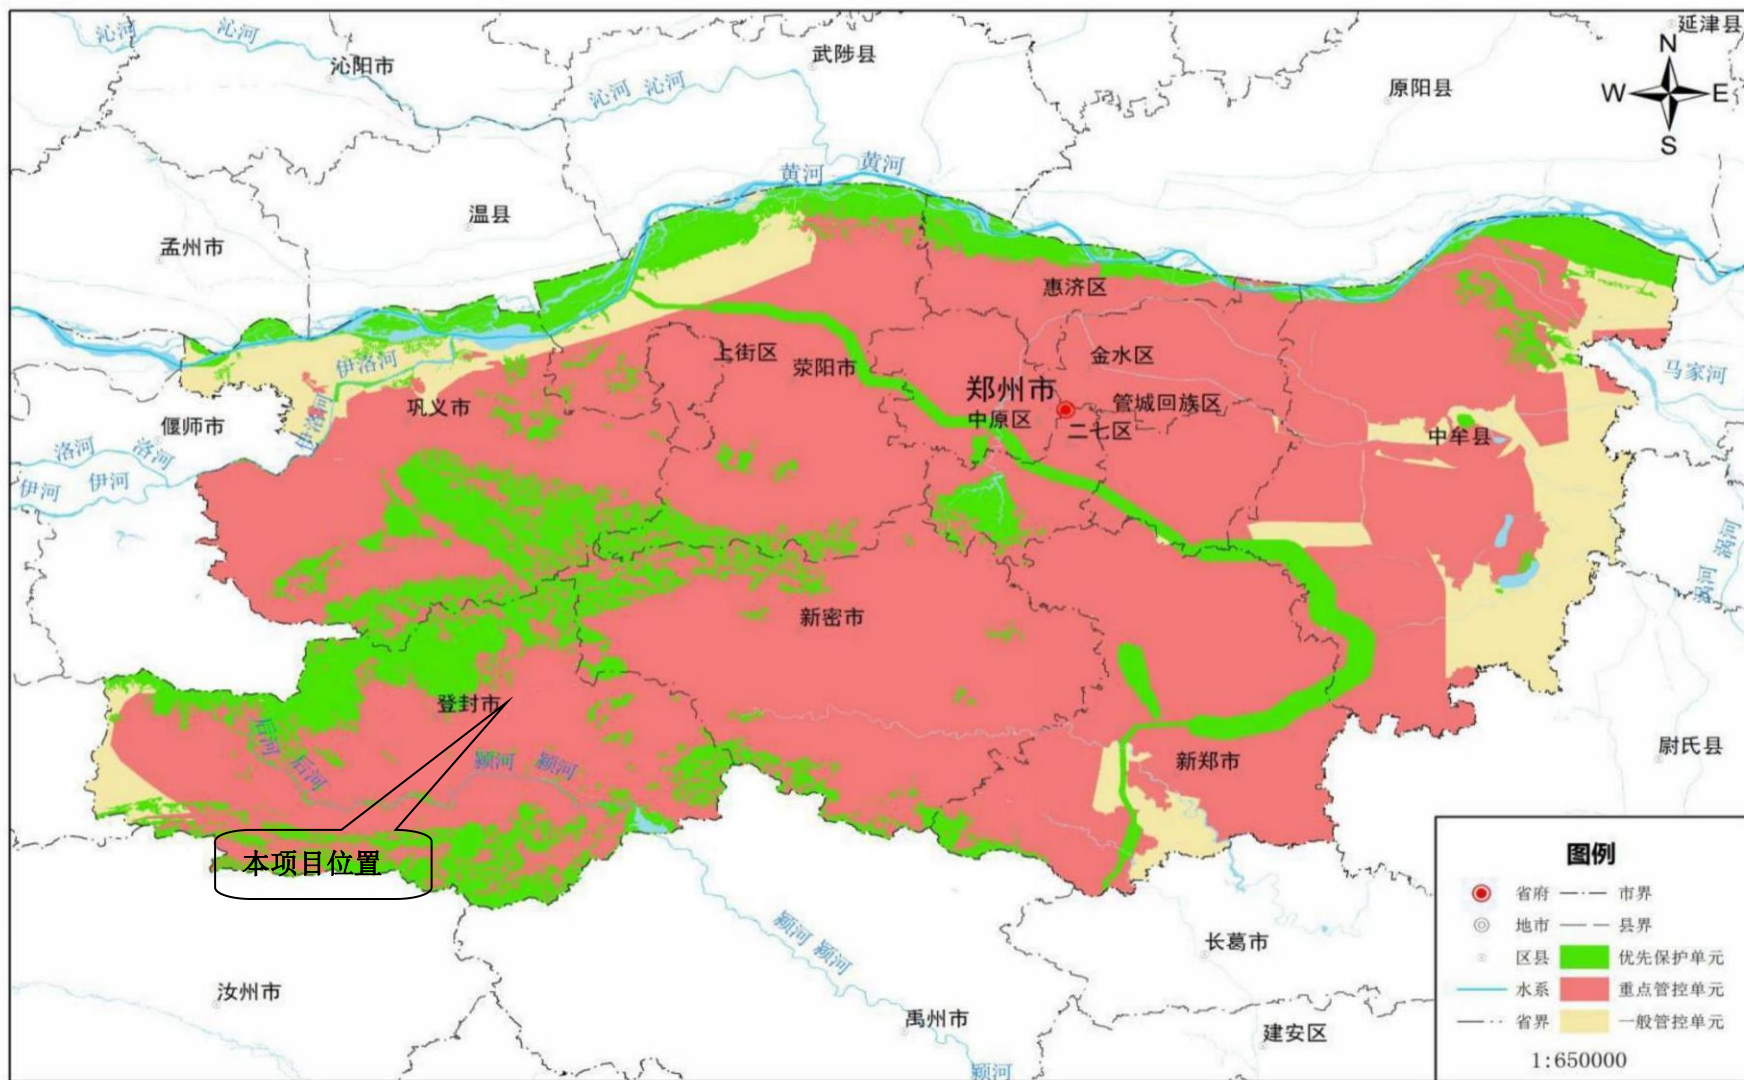 延津县
沁河
沁河
武陟县
N
沁阳市
沁河 沁河
原阳县
W
E
S
黄河
黄河
温县
孟州市
惠济区
伊洛河
上街区
荥阳市
金水区
马家河
郑州市
巩义市
中原区
管城回族区
二七区
偃师市
伊洛河
中牟县
洛河
洛河
伊河
伊河
涡河
涡河
新密市
登封市
后河
后河
颍河
颍河
新郑市
尉氏县
本项目位置
图例
省府
市界
地市
县界
区县
优先保护单元
水系
重点管控单元
省界
一般管控单元
1:650000
颍河
颍河
长葛市
汝州市
禹州市
建安区
颍河